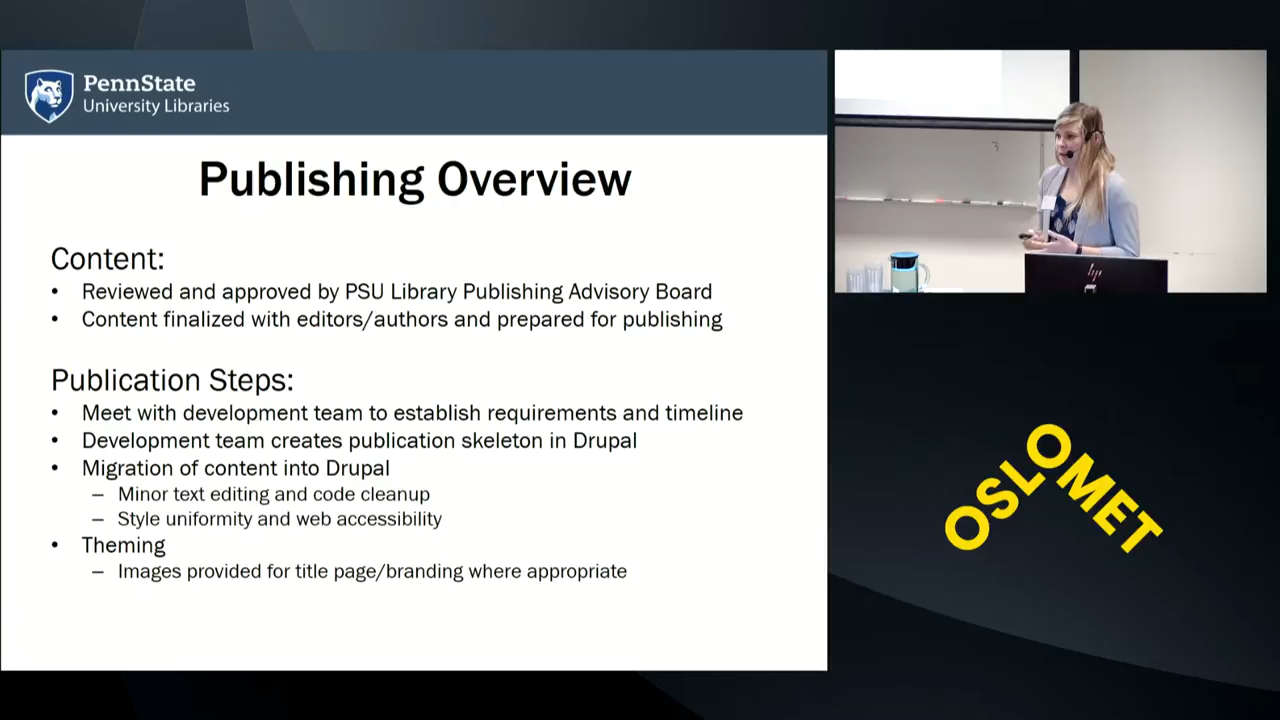 PennState
University Libraries
Publishing Overview
Content:
• Reviewed and approved by PSU Library Publishing Advisory Board
• Content finalized with editors/authors and prepared for publishing
Publication Steps:
• Meet with development team to establish requirements and timeline
• Development team creates publication skeleton in Drupal
• Migration of content into Drupal
– Minor text editing and code cleanup
– Style uniformity and web accessibility
• Theming
– Images provided for title page/branding where appropriate
hp
OSLOMET